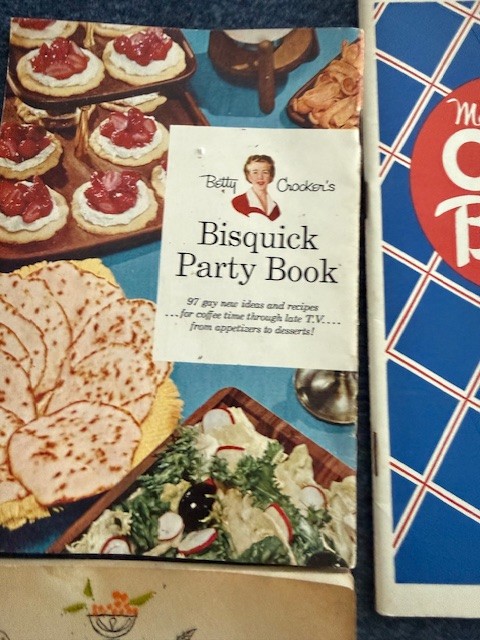 Betty Crocker's
Bisquick
Party Book
97 gay new ideas and recipes
...for coffee time through late T.V....
from appetizers to desserts!